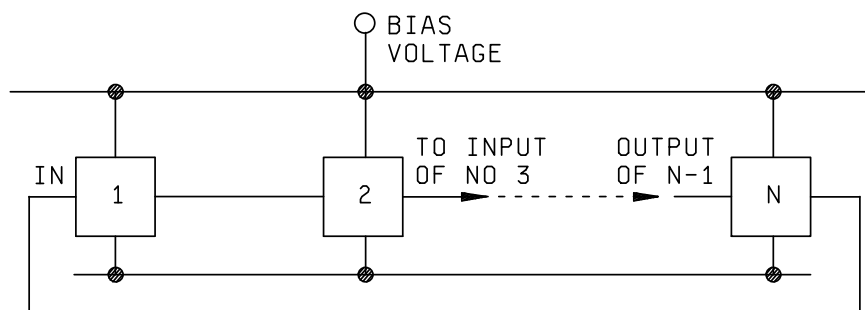 BIAS
VOLTAGE
TO INPUT
OF NO 3
OUTPUT
OF N-1
IN
1
2
N